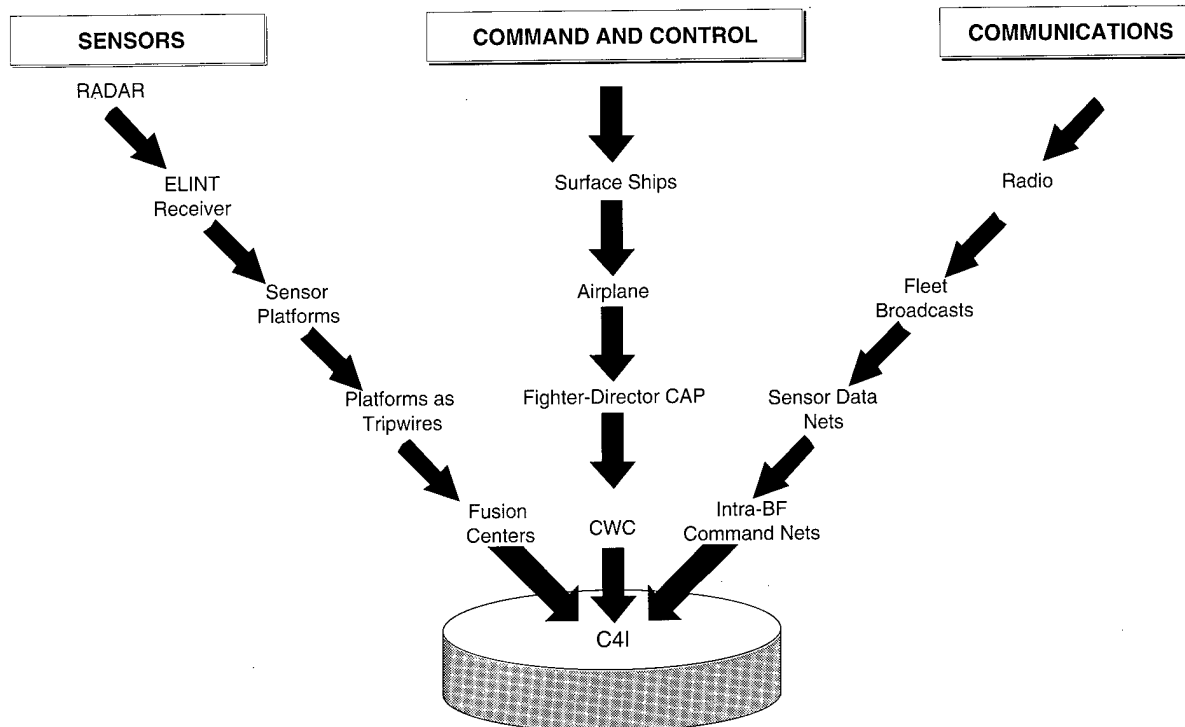 SENSORS
COMMAND AND CONTROL
COMMUNICATIONS
RADAR
ELINT
Receiver
Sensor
Platforms
Platforms as
Tripwires
Fusion
Centers
Surface Ships
Airplane
Fighter-Director CAP
CWC
Radio
Fleet
Broadcasts
Sensor Data
Nets
Intra-BF
Command Nets
C4I